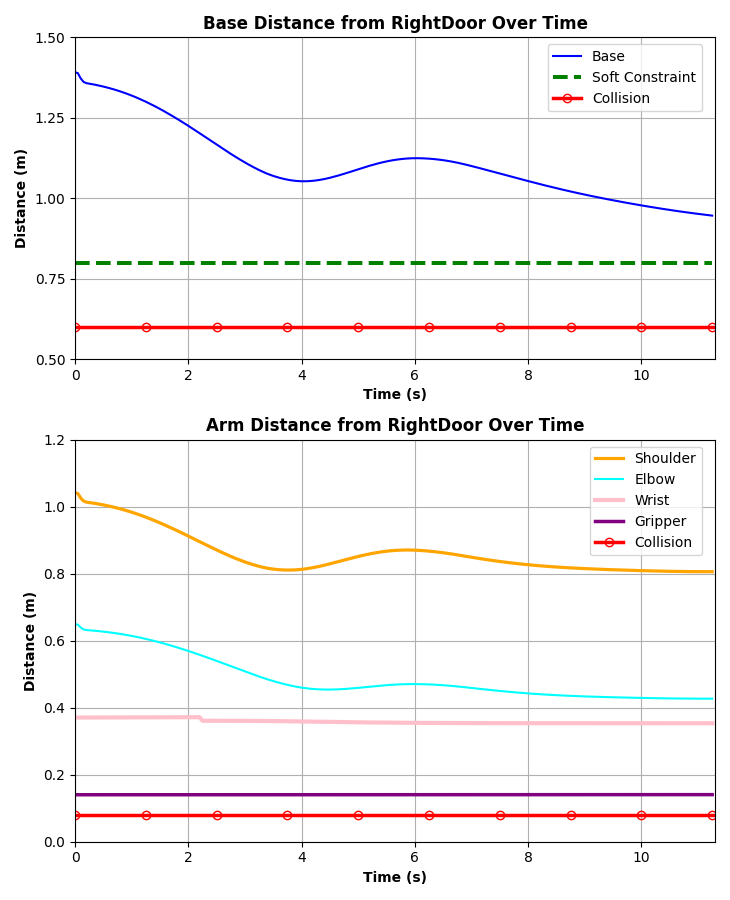 Base Distance from RightDoor Over Time
1.50
1.25
1.00
0.75
0.50
Distance (m)
Base
Soft Constraint
Collision
0 2 4 6 8 10
Time (s)
Arm Distance from RightDoor Over Time
1.2
1.0
0.8
0.6
0.4
0.2
0.0
Distance (m)
Shoulder
Elbow
Wrist
Gripper
Collision
0 2 4 6 8 10
Time (s)